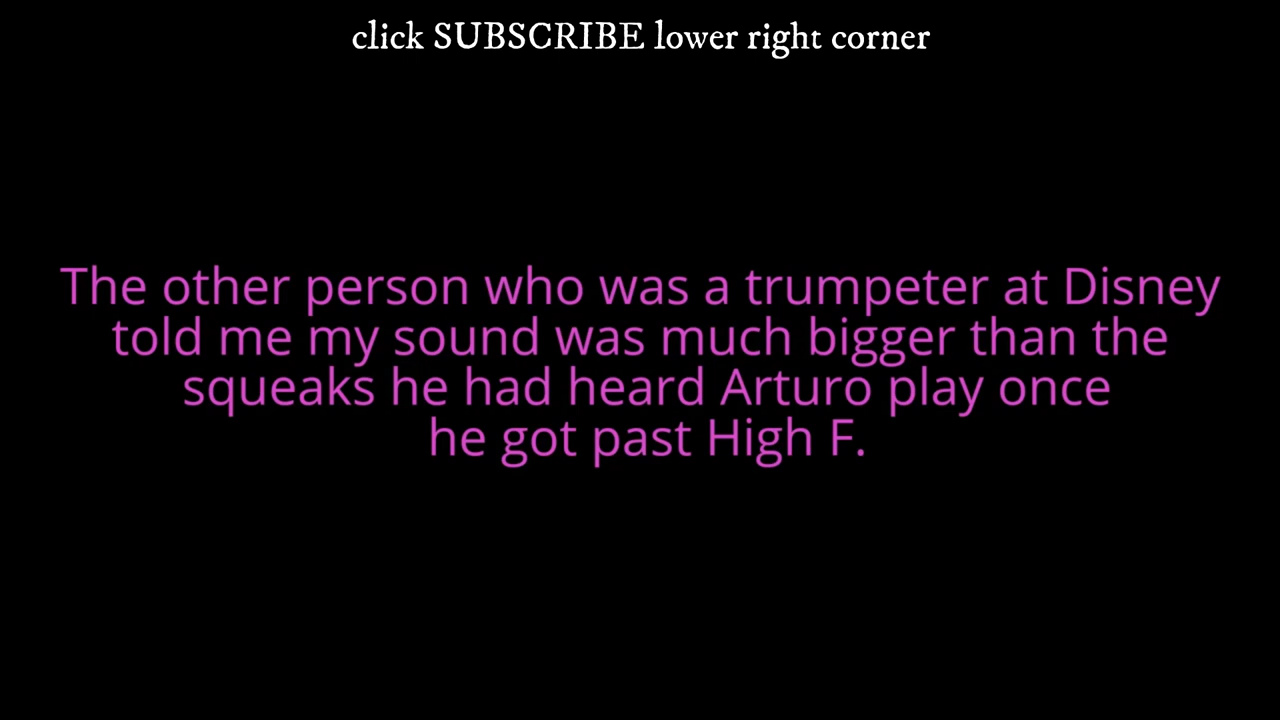 click SUBSCRIBE lower right corner
The other person who was a trumpeter at Disney
told me my sound was much bigger than the
squeaks he had heard Arturo play once
he got past High F.